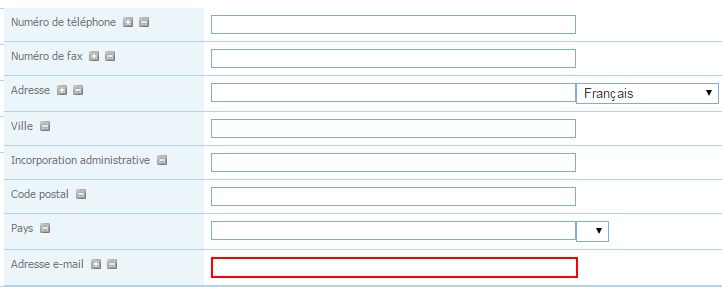 Numéro de téléphone
Numéro de fax
Adresse
Français
Ville
Incorporation administrative
Code postal
Pays
Adresse e-mail